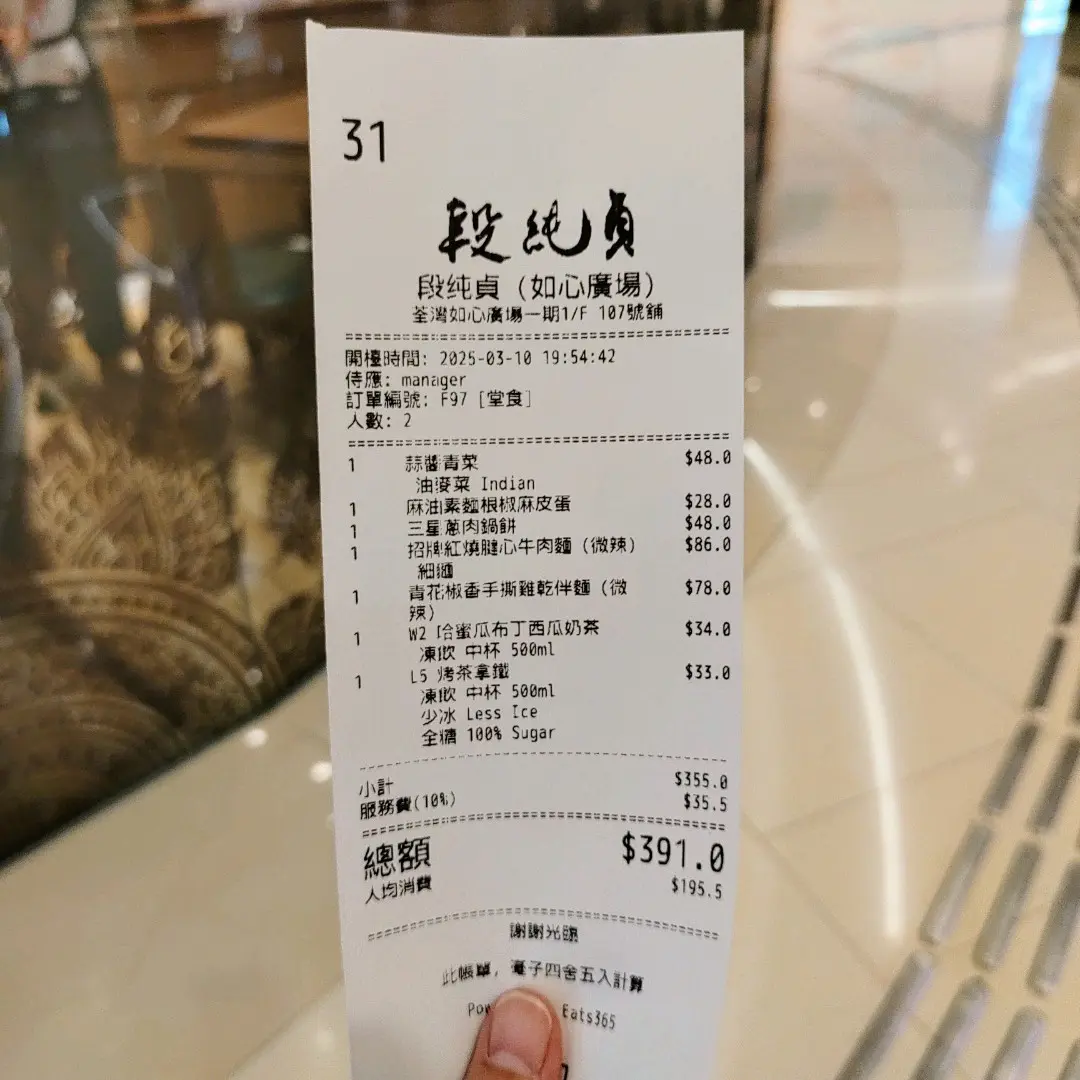 31
段純貞
段纯貞 (如心廣場)
荃灣如心廣場一期1/F 107號舖
開檯時間: 2025-03-10 19:54:42
侍應: manager
訂單編號: F97 [堂食]
人數: 2
1 蒜醬青菜 $48.0
油麥菜 Indian
1 麻油素麵根椒麻皮蛋 $28.0
1 三星蔥肉鍋餅 $48.0
1 招牌紅燒腱心牛肉麵 (微辣) $86.0
細麵
1 青花椒香手撕雞乾伴麵 (微 $78.0
辣)
1 W2 哈蜜瓜布丁西瓜奶茶 $34.0
凍飲 中杯 500ml
1 L5 烤茶拿鐵 $33.0
凍飲 中杯 500ml
少冰 Less Ice
全糖 100% Sugar
小計 $355.0
服務費(10%) $35.5
總額 $391.0
人均消費 $195.5
謝謝光臨
此帳單, 毫子四舍五入計算
Eats365